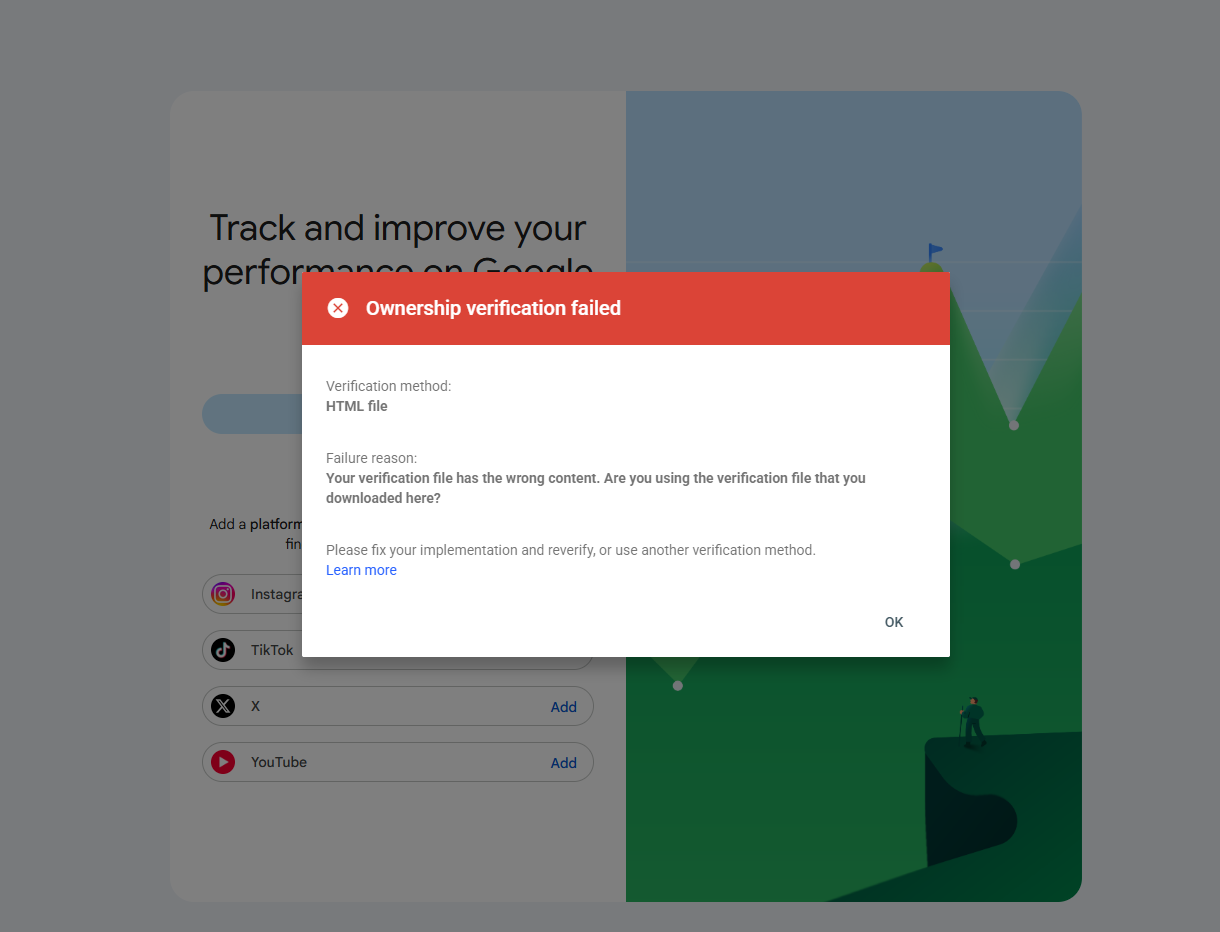 Track and improve your
performance on Google
Ownership verification failed
Verification method:
HTML file
Failure reason:
Your verification file has the wrong content. Are you using the verification file that you
downloaded here?
Please fix your implementation and reverify, or use another verification method.
Learn more
OK
Add a platform
fin
Instagra
TikTok
X Add
YouTube Add